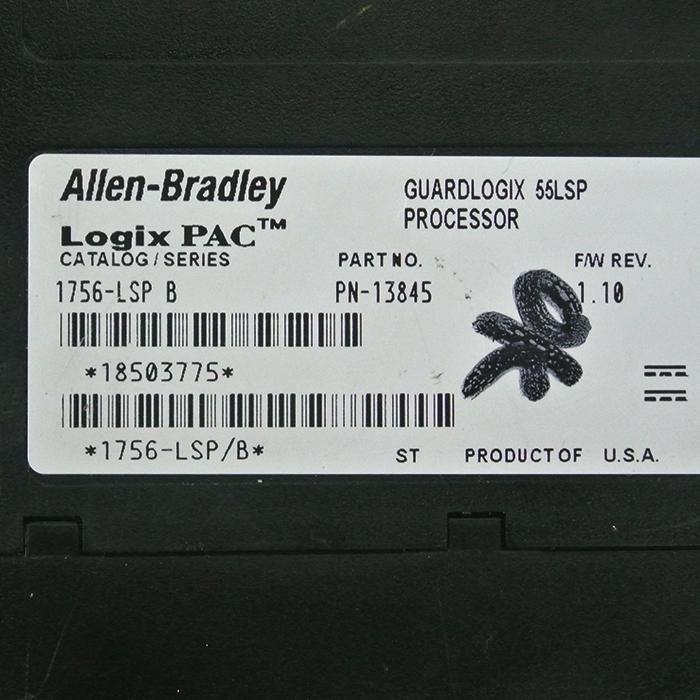 Allen-Bradley
GUARDLOGIX 55LSP
PROCESSOR
Logix PAC™
CATALOG / SERIES PART NO. F/W REV.
1756-LSP B PN-13845 1.10
*18503775*
*1756-LSP/B* ST PRODUCT OF U.S.A.